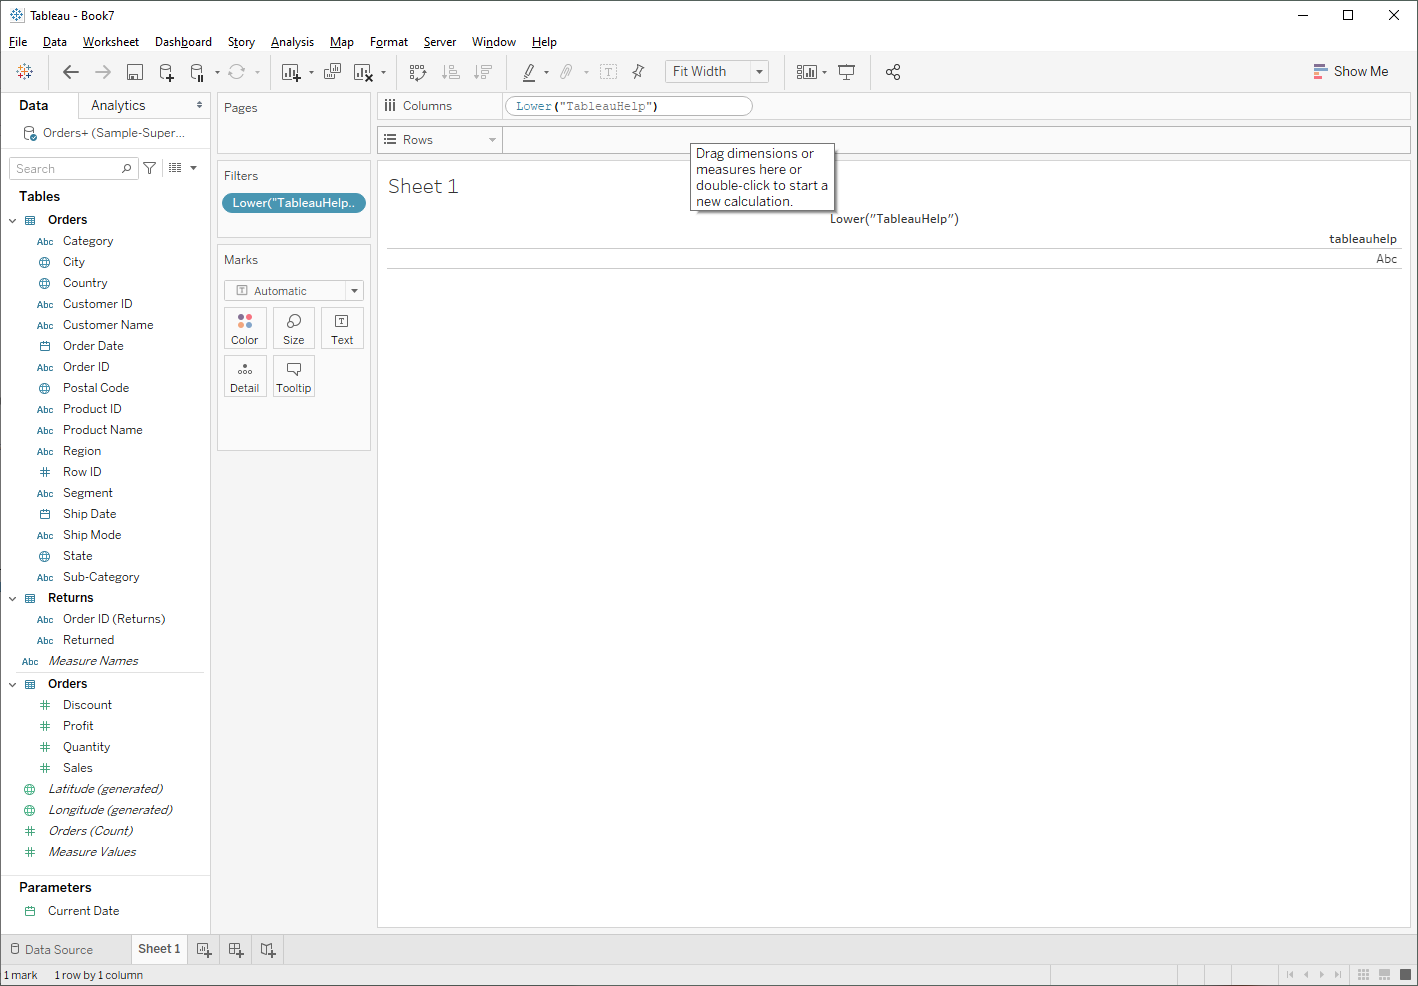 Tableau - Book7
File Data Worksheet Dashboard Story Analysis Map Format Server Window Help
Fit Width
Show Me
Data Analytics
Orders+ (Sample-Super...
Search
Tables
Orders
Abc Category
City
Country
Abc Customer ID
Abc Customer Name
Order Date
Abc Order ID
Postal Code
Abc Product ID
Abc Product Name
Abc Region
Row ID
Abc Segment
Ship Date
Abc Ship Mode
State
Abc Sub-Category
Returns
Abc Order ID (Returns)
Abc Returned
Abc Measure Names
Orders
Discount
Profit
Quantity
Sales
Latitude (generated)
Longitude (generated)
Orders (Count)
Measure Values
Parameters
Current Date
Pages
Filters
Lower("TableauHelp..
Marks
Automatic
Color Size Text
Detail Tooltip
Columns Lower("TableauHelp")
Rows
Drag dimensions or
measures here or
double-click to start a
new calculation.
Sheet 1
Lower("TableauHelp")
tableauhelp
Abc
Data Source Sheet 1
1 mark 1 row by 1 column